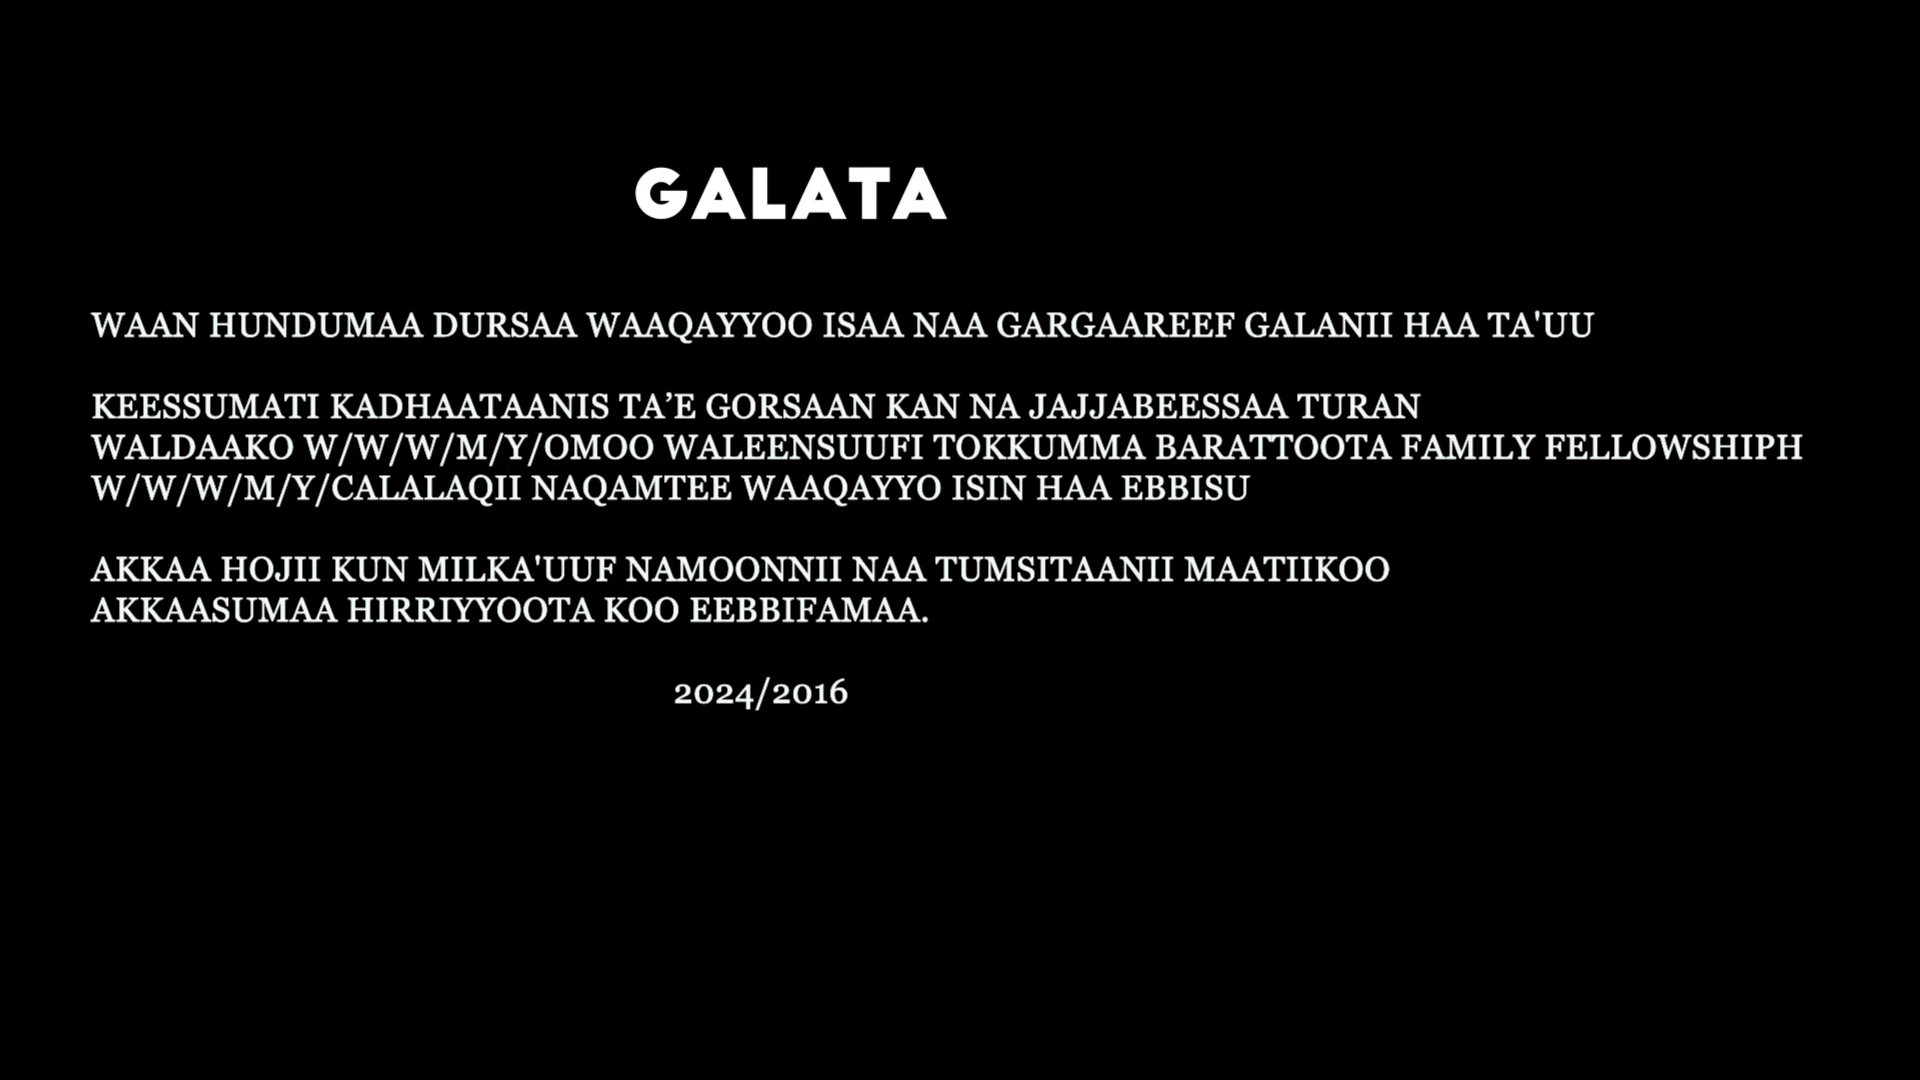 GALATA
WAAN HUNDUMAA DURSAA WAAQAYYOO ISAA NAA GARGAAREEF GALANII HAA TA'UU
KEESSUMATI KADHAATAANIS TA’E GORSAAN KAN NA JAJJABEESSAA TURAN
WALDAAKO W/W/W/M/Y/OMOO WALEENSUUFI TOKKUMMA BARATTOOTA FAMILY FELLOWSHIPH
W/W/W/M/Y/CALALAQII NAQAMTEE WAAQAYYO ISIN HAA EBBISU
AKKAA HOJII KUN MILKA'UUF NAMOONNII NAA TUMSITAANII MAATIIKOO
AKKAASUMAA HIRRIYYOOTA KOO EEBBIFAMAA.
2024/2016